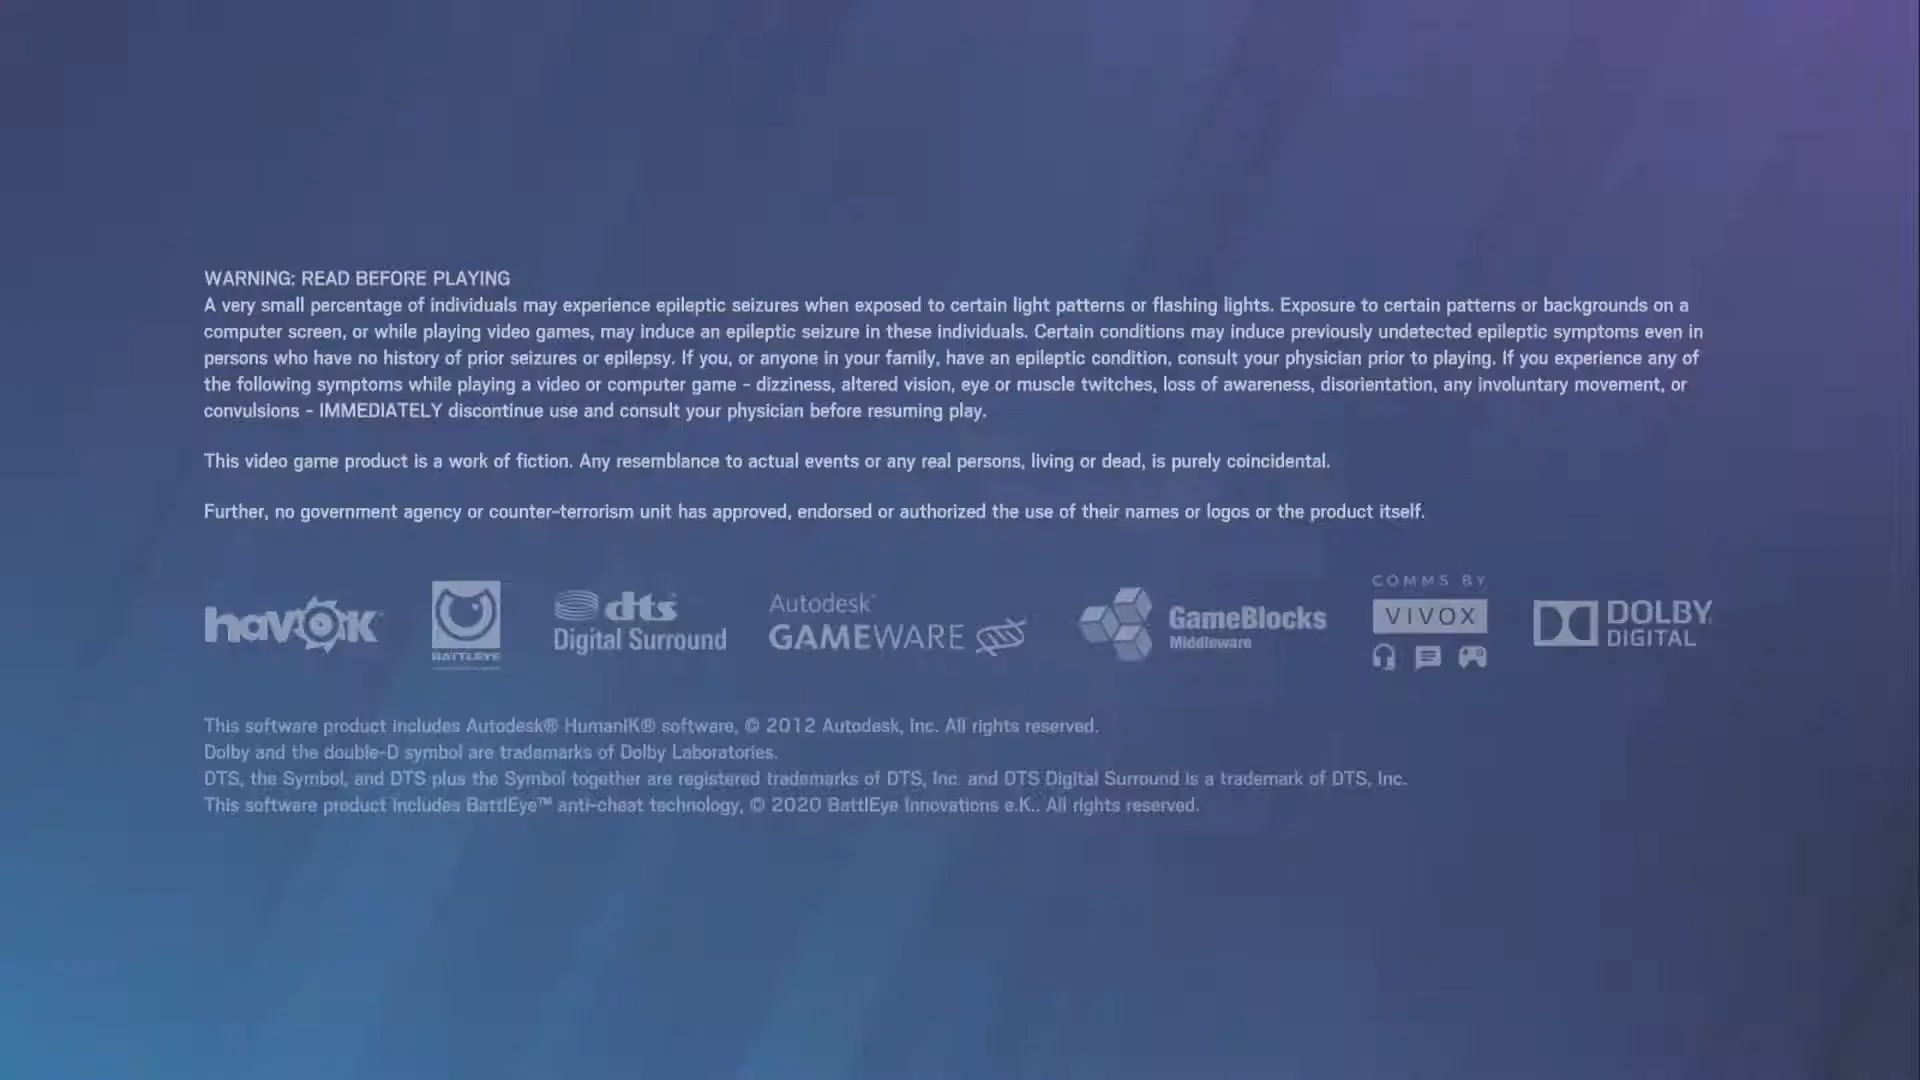 WARNING: READ BEFORE PLAYING
A very small percentage of individuals may experience epileptic seizures when exposed to certain light patterns or flashing lights. Exposure to certain patterns or backgrounds on a
computer screen, or while playing video games, may induce an epileptic seizure in these individuals. Certain conditions may induce previously undetected epileptic symptoms even in
persons who have no history of prior seizures or epilepsy. If you, or anyone in your family, have an epileptic condition, consult your physician prior to playing. If you experience any of
the following symptoms while playing a video or computer game - dizziness, altered vision, eye or muscle twitches, loss of awareness, disorientation, any involuntary movement, or
convulsions - IMMEDIATELY discontinue use and consult your physician before resuming play.
This video game product is a work of fiction. Any resemblance to actual events or any real persons, living or dead, is purely coincidental.
Further, no government agency or counter-terrorism unit has approved, endorsed or authorized the use of their names or logos or the product itself.
havok
BATTLEYE
dts
Digital Surround
Autodesk
GAMEWARE
GameBlocks
Middleware
COMMS BY
VIVOX
DOLBY
DIGITAL
This software product includes Autodesk® HumanIK® software, © 2012 Autodesk, Inc. All rights reserved.
Dolby and the double-D symbol are trademarks of Dolby Laboratories.
DTS, the Symbol, and DTS plus the Symbol together are registered trademarks of DTS, Inc. and DTS Digital Surround is a trademark of DTS, Inc.
This software product includes BattlEye™ anti-cheat technology, © 2020 BattlEye Innovations e.K.. All rights reserved.